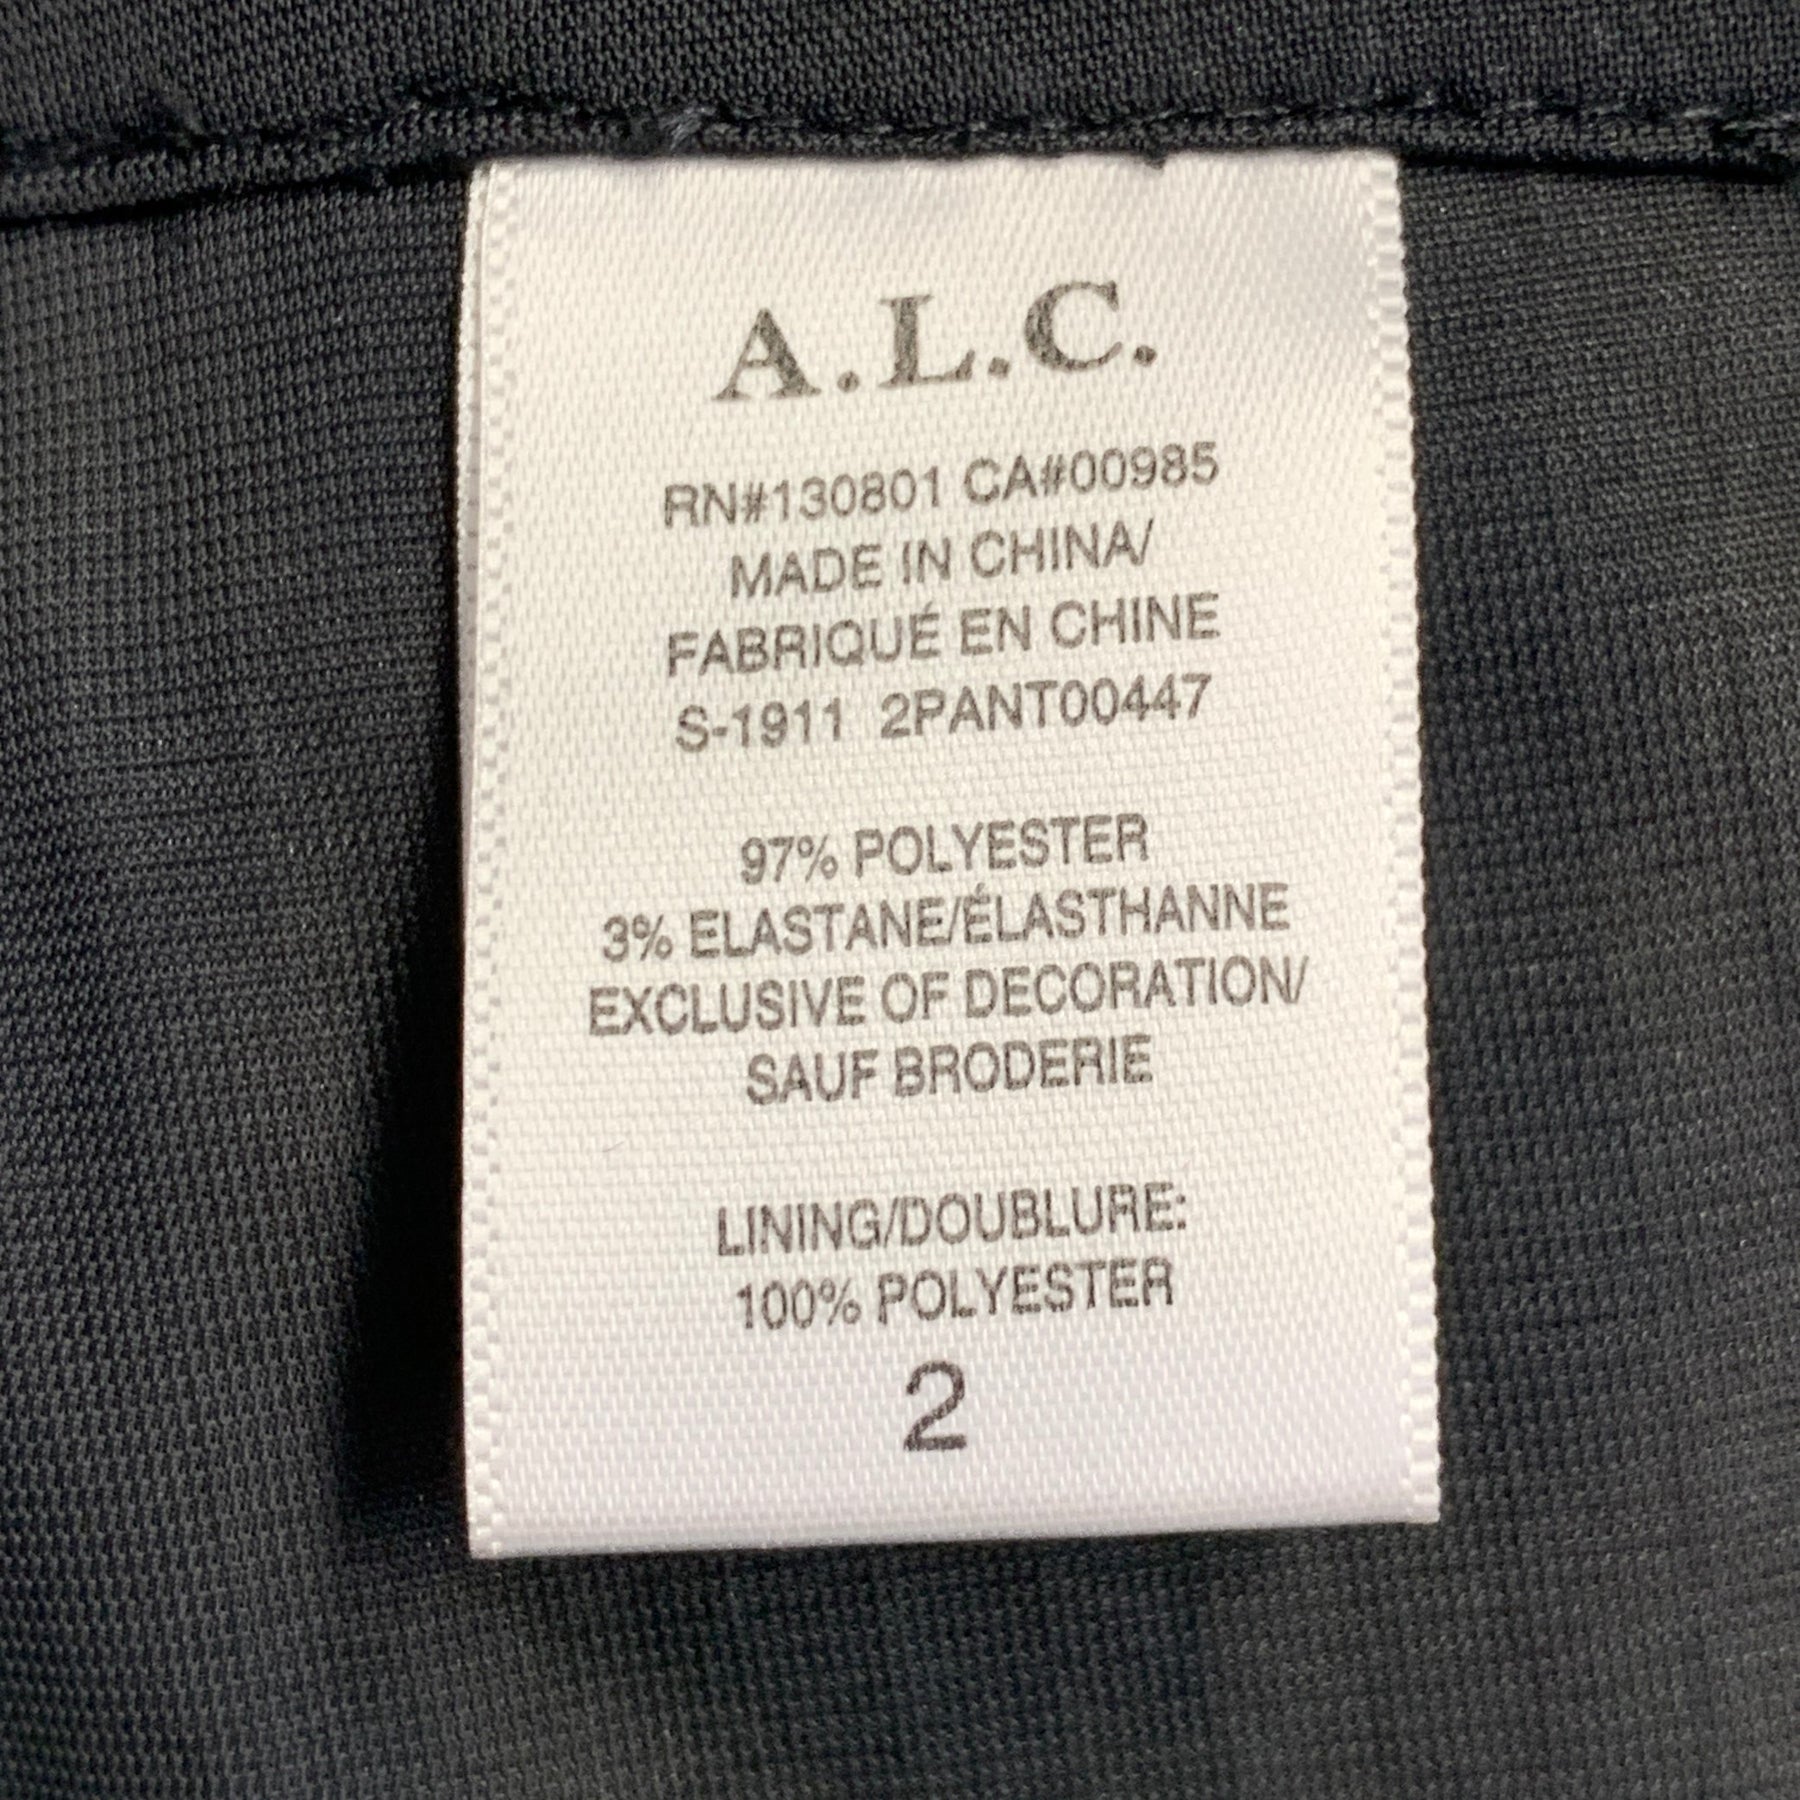 A.L.C.
RN#130801 CA#00985
MADE IN CHINA/
FABRIQUÉ EN CHINE
S-1911 2PANT00447
97% POLYESTER
3% ELASTANE/ÉLASTHANNE
EXCLUSIVE OF DECORATION/
SAUF BRODERIE
LINING/DOUBLURE:
100% POLYESTER
2